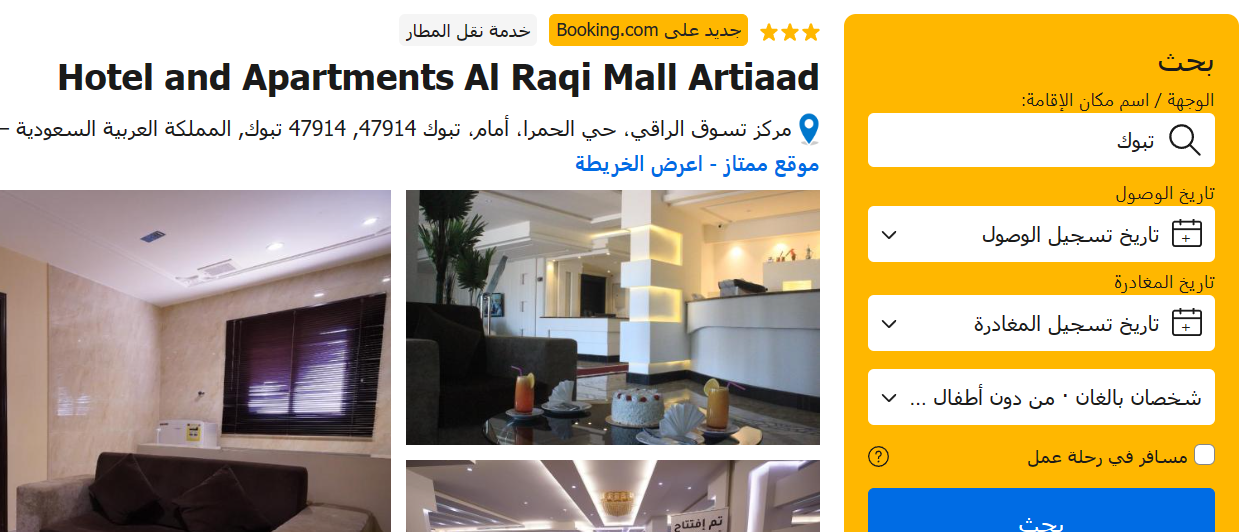 بحث
الوجهة / اسم مكان الإقامة:
تبوك
تاريخ الوصول
تاريخ تسجيل الوصول
تاريخ المغادرة
تاريخ تسجيل المغادرة
شخصان بالغان · من دون أطفال ...
مسافر في رحلة عمل
بحث
جديد على Booking.com
خدمة نقل المطار
Hotel and Apartments Al Raqi Mall Artiaad
مركز تسوق الراقي، حي الحمرا، أمام، تبوك 47914, 47914 تبوك, المملكة العربية السعودية –
موقع ممتاز - اعرض الخريطة
تم إفتتاح